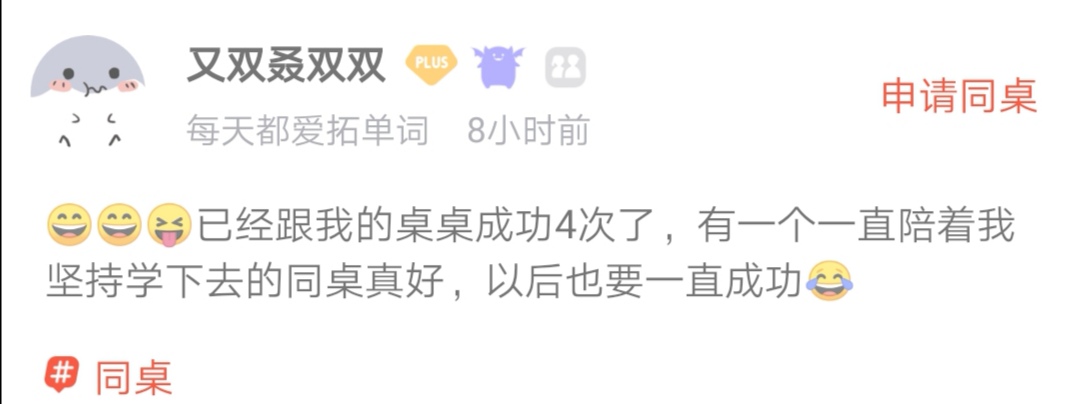 又双叒双双 PLUS
申请同桌
每天都爱拓单词 8小时前
😄😄😝已经跟我的桌桌成功4次了，有一个一直陪着我
坚持学下去的同桌真好，以后也要一直成功😂
# 同桌